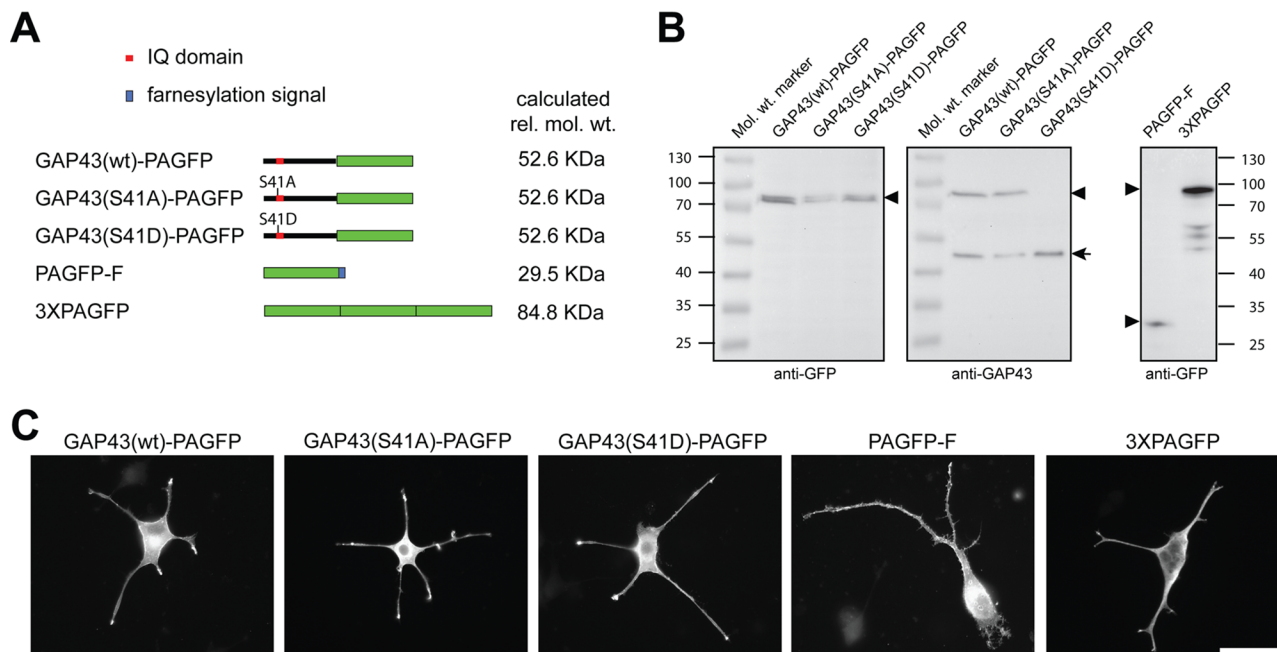 A
IQ domain
farnesylation signal
calculated
rel. mol. wt.
GAP43(wt)-PAGFP 52.6 KDa
S41A
GAP43(S41A)-PAGFP 52.6 KDa
S41D
GAP43(S41D)-PAGFP 52.6 KDa
PAGFP-F 29.5 KDa
3XPAGFP 84.8 KDa
B
Mol. wt. marker
GAP43(wt)-PAGFP
GAP43(S41A)-PAGFP
GAP43(S41D)-PAGFP
Mol. wt. marker
GAP43(wt)-PAGFP
GAP43(S41A)-PAGFP
GAP43(S41D)-PAGFP
PAGFP-F
3XPAGFP
130
100
70
55
40
35
25
130
100
70
55
40
35
25
anti-GFP
anti-GAP43
anti-GFP
C
GAP43(wt)-PAGFP
GAP43(S41A)-PAGFP
GAP43(S41D)-PAGFP
PAGFP-F
3XPAGFP